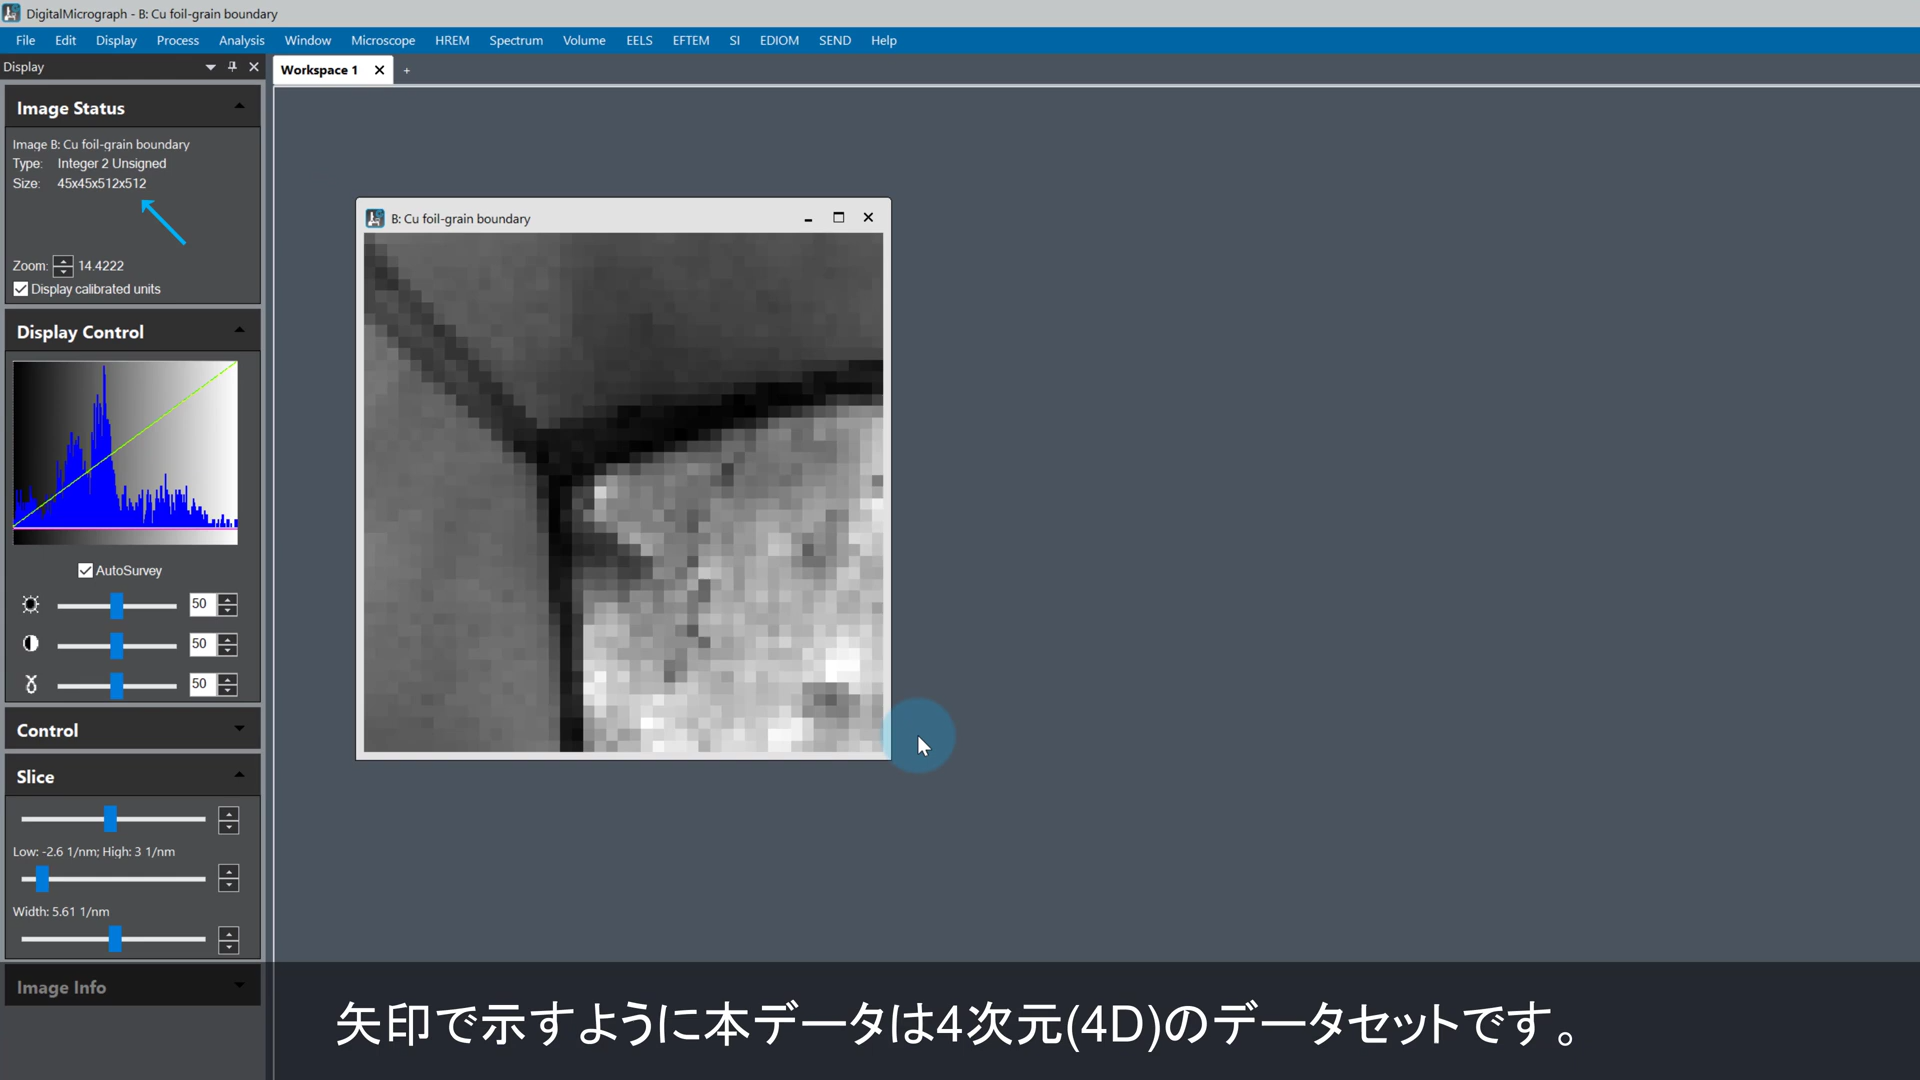 DigitalMicrograph - B: Cu foil-grain boundary
File Edit Display Process Analysis Window Microscope HREM Spectrum Volume EELS EFTEM SI EDIOM SEND Help
Display
Workspace 1
+
Image Status
Image B: Cu foil-grain boundary
Type: Integer 2 Unsigned
Size: 45x45x512x512
B: Cu foil-grain boundary
Zoom: 14.4222
Display calibrated units
Display Control
AutoSurvey
50
50
50
Control
Slice
Low: -2.6 1/nm; High: 3 1/nm
Width: 5.61 1/nm
Image Info
矢印で示すように本データは4次元(4D)のデータセットです。